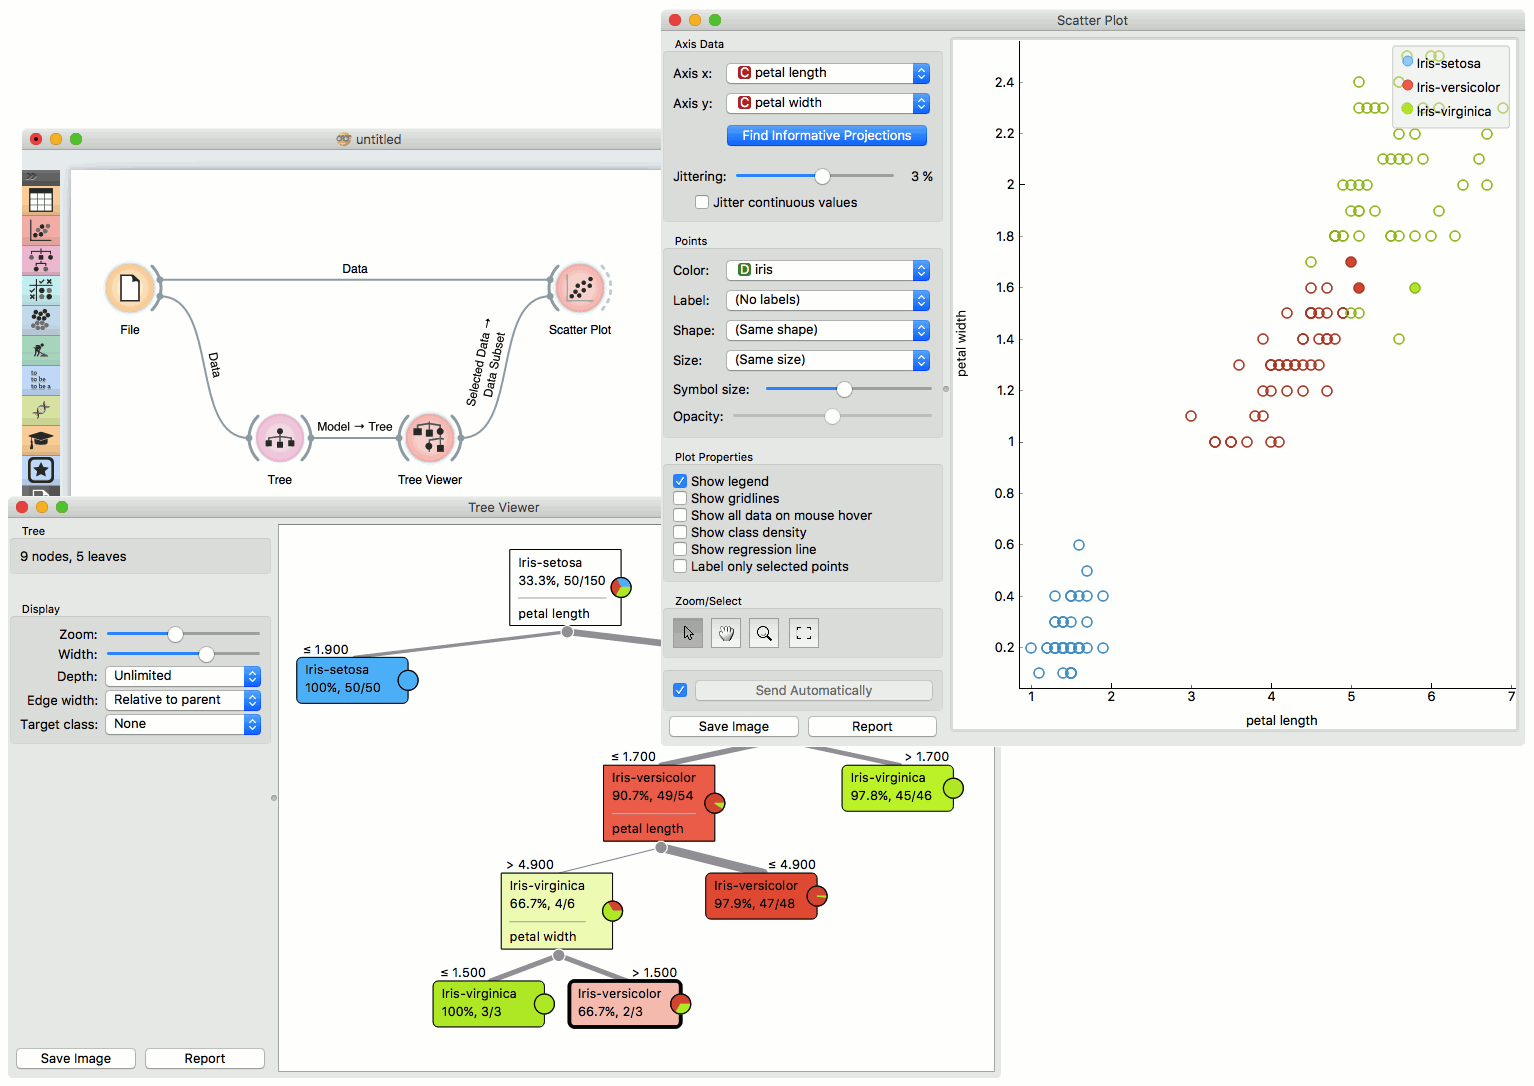 Scatter Plot
Axis Data
Axis x: C petal length
Axis y: C petal width
Find Informative Projections
Jittering: 3 %
Jitter continuous values
Points
Color: D iris
Label: (No labels)
Shape: (Same shape)
Size: (Same size)
Symbol size:
Opacity:
Plot Properties
Show legend
Show gridlines
Show all data on mouse hover
Show class density
Show regression line
Label only selected points
Zoom/Select
Send Automatically
Save Image Report
Iris-setosa
Iris-versicolor
Iris-virginica
2.4
2.2
2
1.8
1.6
1.4
1.2
1
0.8
0.6
0.4
0.2
petal width
1 2 3 4 5 6 7
petal length
untitled
to
to be
to be a
Data
File
Scatter Plot
Data
Selected Data →
Data Subset
Model → Tree
Tree
Tree Viewer
Tree Viewer
Tree
9 nodes, 5 leaves
Display
Zoom:
Width:
Depth: Unlimited
Edge width: Relative to parent
Target class: None
Save Image Report
Iris-setosa
33.3%, 50/150
petal length
≤ 1.900
Iris-setosa
100%, 50/50
≤ 1.700
Iris-versicolor
90.7%, 49/54
petal length
> 1.700
Iris-virginica
97.8%, 45/46
> 4.900
Iris-virginica
66.7%, 4/6
petal width
≤ 4.900
Iris-versicolor
97.9%, 47/48
≤ 1.500
Iris-virginica
100%, 3/3
> 1.500
Iris-versicolor
66.7%, 2/3